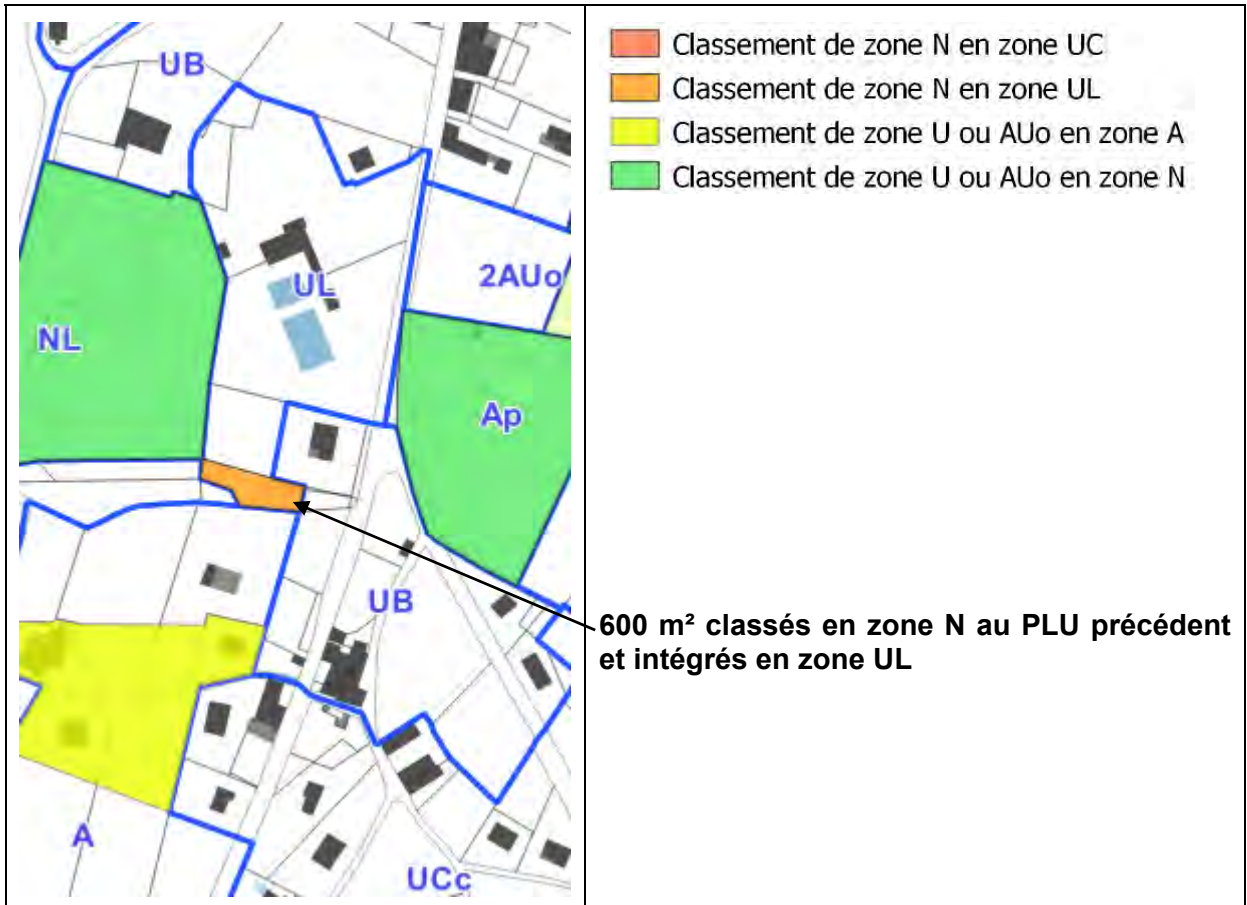 UB
UL
2AUo
NL
Ap
UB
A
UCc
Classement de zone N en zone UC
Classement de zone N en zone UL
Classement de zone U ou AUo en zone A
Classement de zone U ou AUo en zone N
600 m² classés en zone N au PLU précédent
et intégrés en zone UL